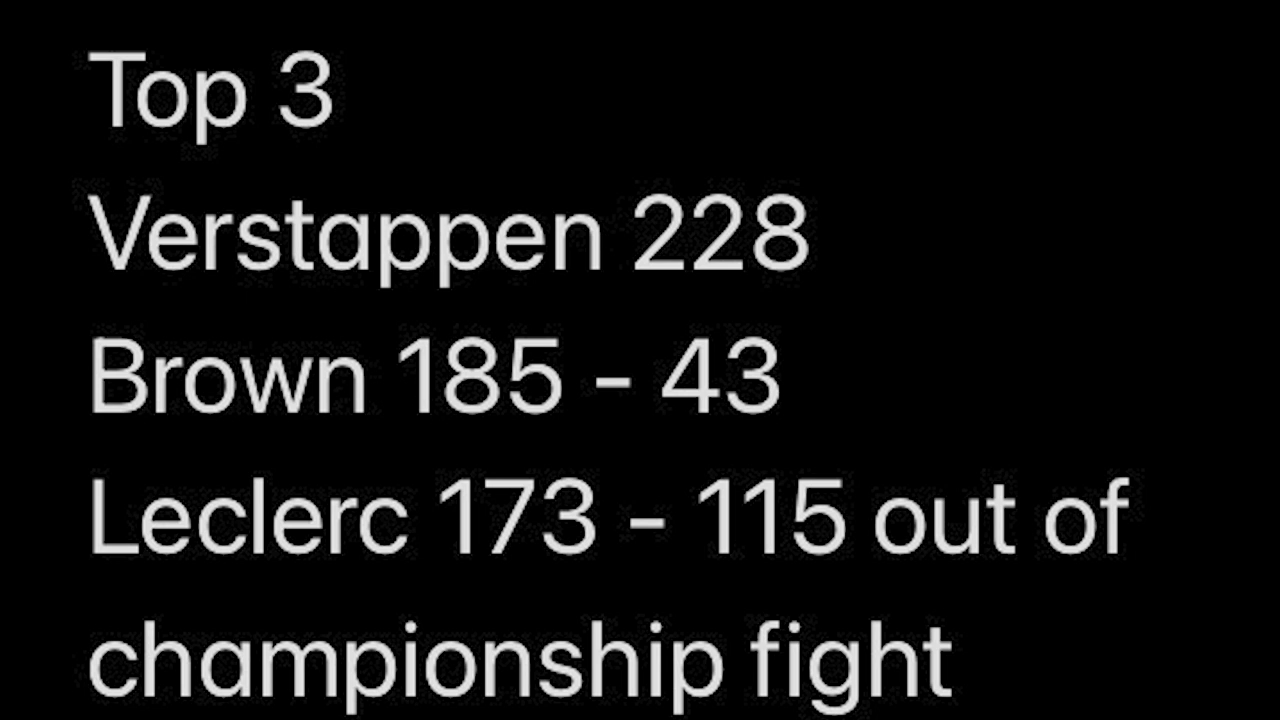 Top 3
Verstappen 228
Brown 185 - 43
Leclerc 173 - 115 out of
championship fight